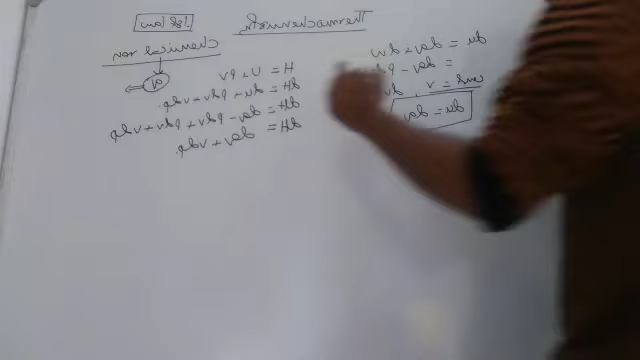 Thermochemistry
1st law
chemical rxn
q
du = dq + dw
= dq - p
const = v, d
du = dq
H = U + PV
dH = du + pdv + vdp
dH = dq - pdv + pdv + vdp
dH = dq + vdp